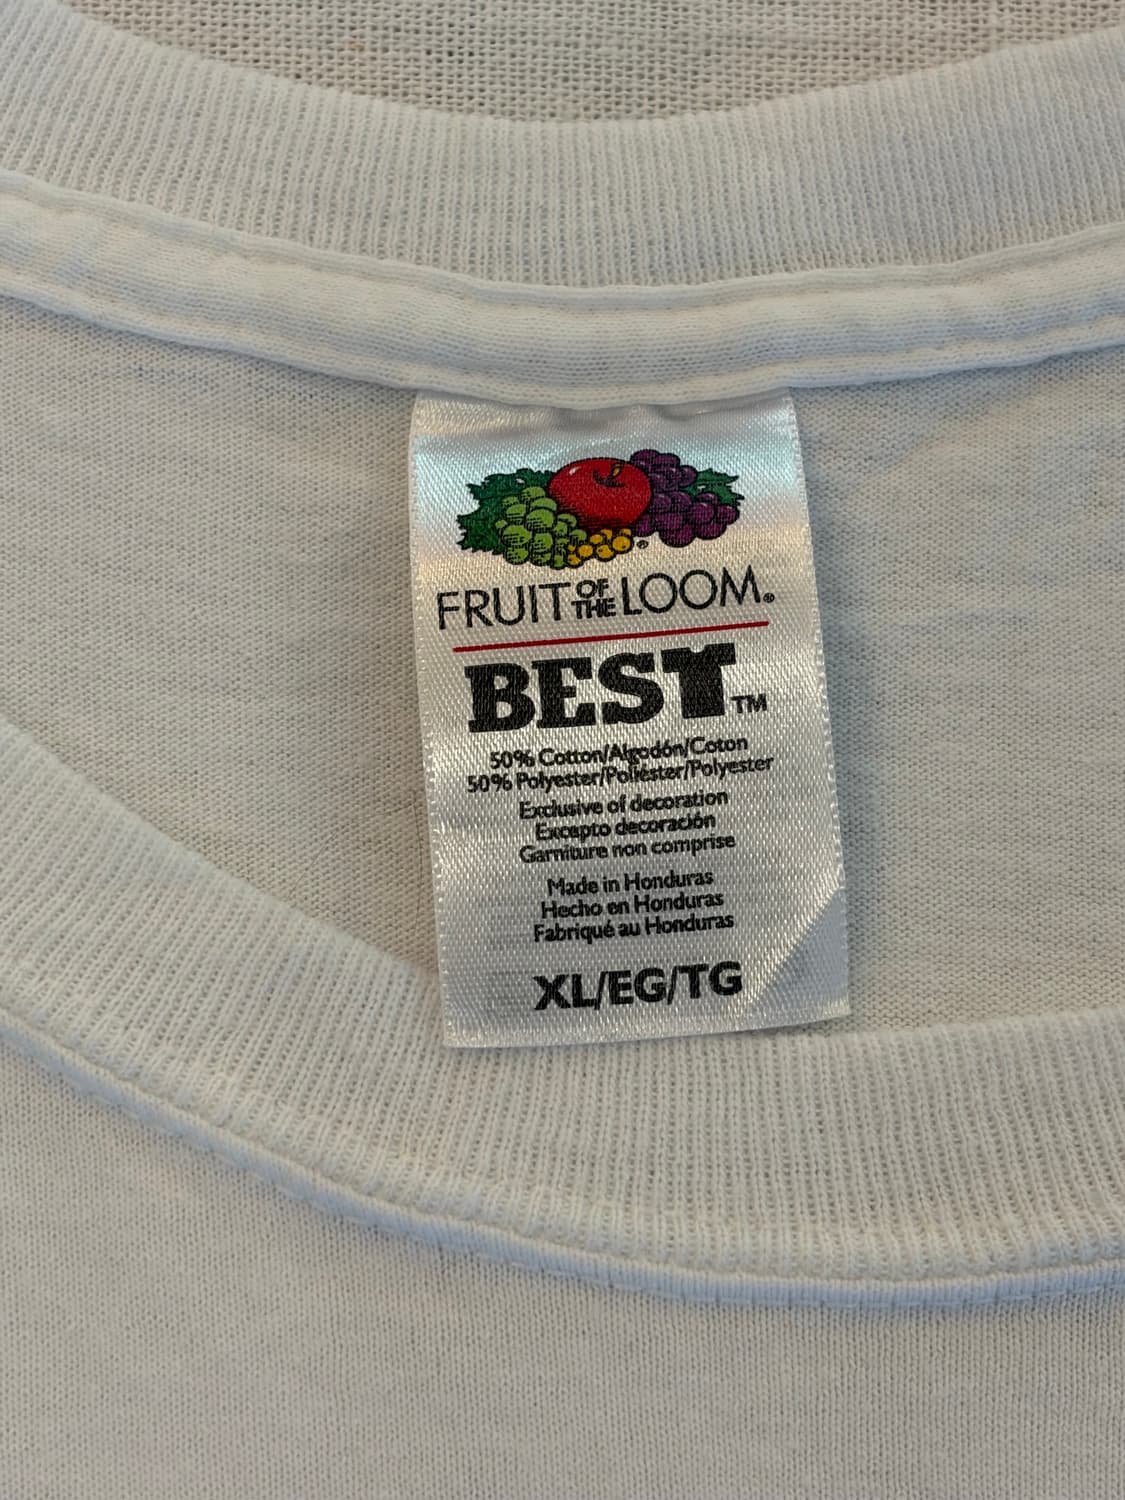 FRUIT OF THE LOOM®
BEST™
50% Cotton/Algodón/Coton
50% Polyester/Poliéster/Polyester
Exclusive of decoration
Excepto decoración
Garniture non comprise
Made in Honduras
Hecho en Honduras
Fabriqué au Honduras
XL/EG/TG